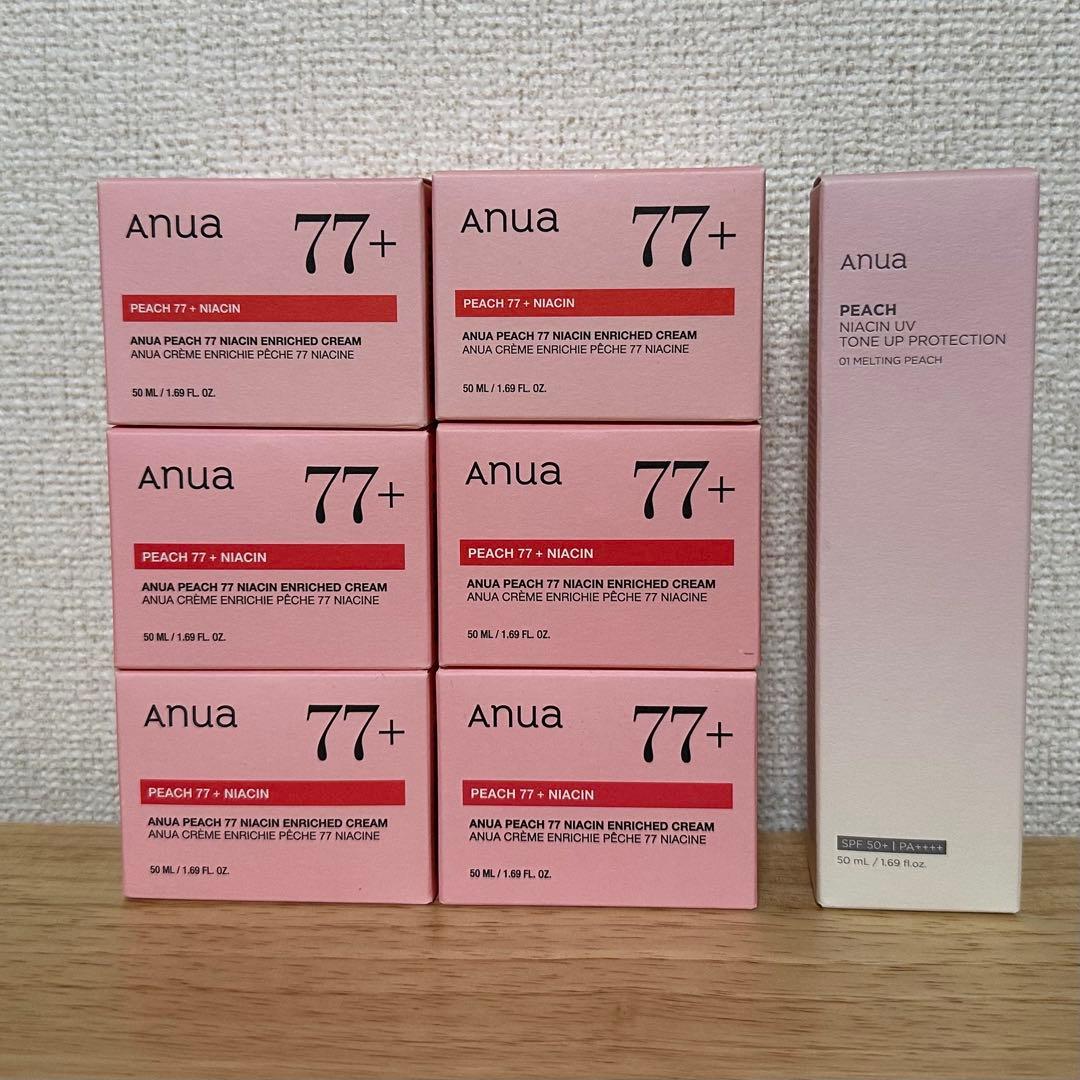 Anua
77+
PEACH 77 + NIACIN
ANUA PEACH 77 NIACIN ENRICHED CREAM
ANUA CRÈME ENRICHIE PÊCHE 77 NIACINE
50 ML / 1.69 FL. OZ.
Anua
77+
PEACH 77 + NIACIN
ANUA PEACH 77 NIACIN ENRICHED CREAM
ANUA CRÈME ENRICHIE PÊCHE 77 NIACINE
50 ML / 1.69 FL. OZ.
Anua
77+
PEACH 77 + NIACIN
ANUA PEACH 77 NIACIN ENRICHED CREAM
ANUA CRÈME ENRICHIE PÊCHE 77 NIACINE
50 ML / 1.69 FL. OZ.
Anua
77+
PEACH 77 + NIACIN
ANUA PEACH 77 NIACIN ENRICHED CREAM
ANUA CRÈME ENRICHIE PÊCHE 77 NIACINE
50 ML / 1.69 FL. OZ.
Anua
77+
PEACH 77 + NIACIN
ANUA PEACH 77 NIACIN ENRICHED CREAM
ANUA CRÈME ENRICHIE PÊCHE 77 NIACINE
50 ML / 1.69 FL. OZ.
Anua
77+
PEACH 77 + NIACIN
ANUA PEACH 77 NIACIN ENRICHED CREAM
ANUA CRÈME ENRICHIE PÊCHE 77 NIACINE
50 ML / 1.69 FL. OZ.
Anua
PEACH
NIACIN UV
TONE UP PROTECTION
01 MELTING PEACH
SPF 50+ | PA++++
50 mL / 1.69 fl.oz.